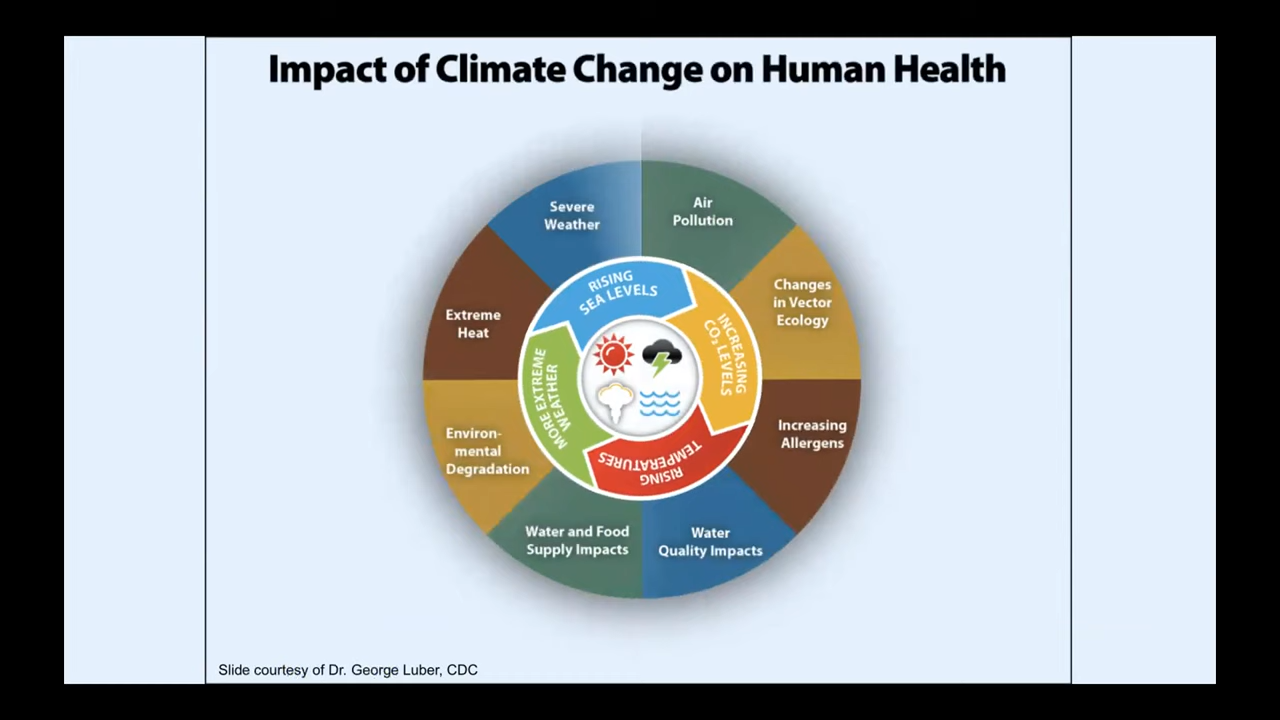 Impact of Climate Change on Human Health
Severe
Weather
Air
Pollution
Changes
in Vector
Ecology
Increasing
Allergens
Water
Quality Impacts
Water and Food
Supply Impacts
Environ-
mental
Degradation
Extreme
Heat
RISING
SEA LEVELS
INCREASING
CO₂ LEVELS
RISING
TEMPERATURES
MORE EXTREME
WEATHER
Slide courtesy of Dr. George Luber, CDC